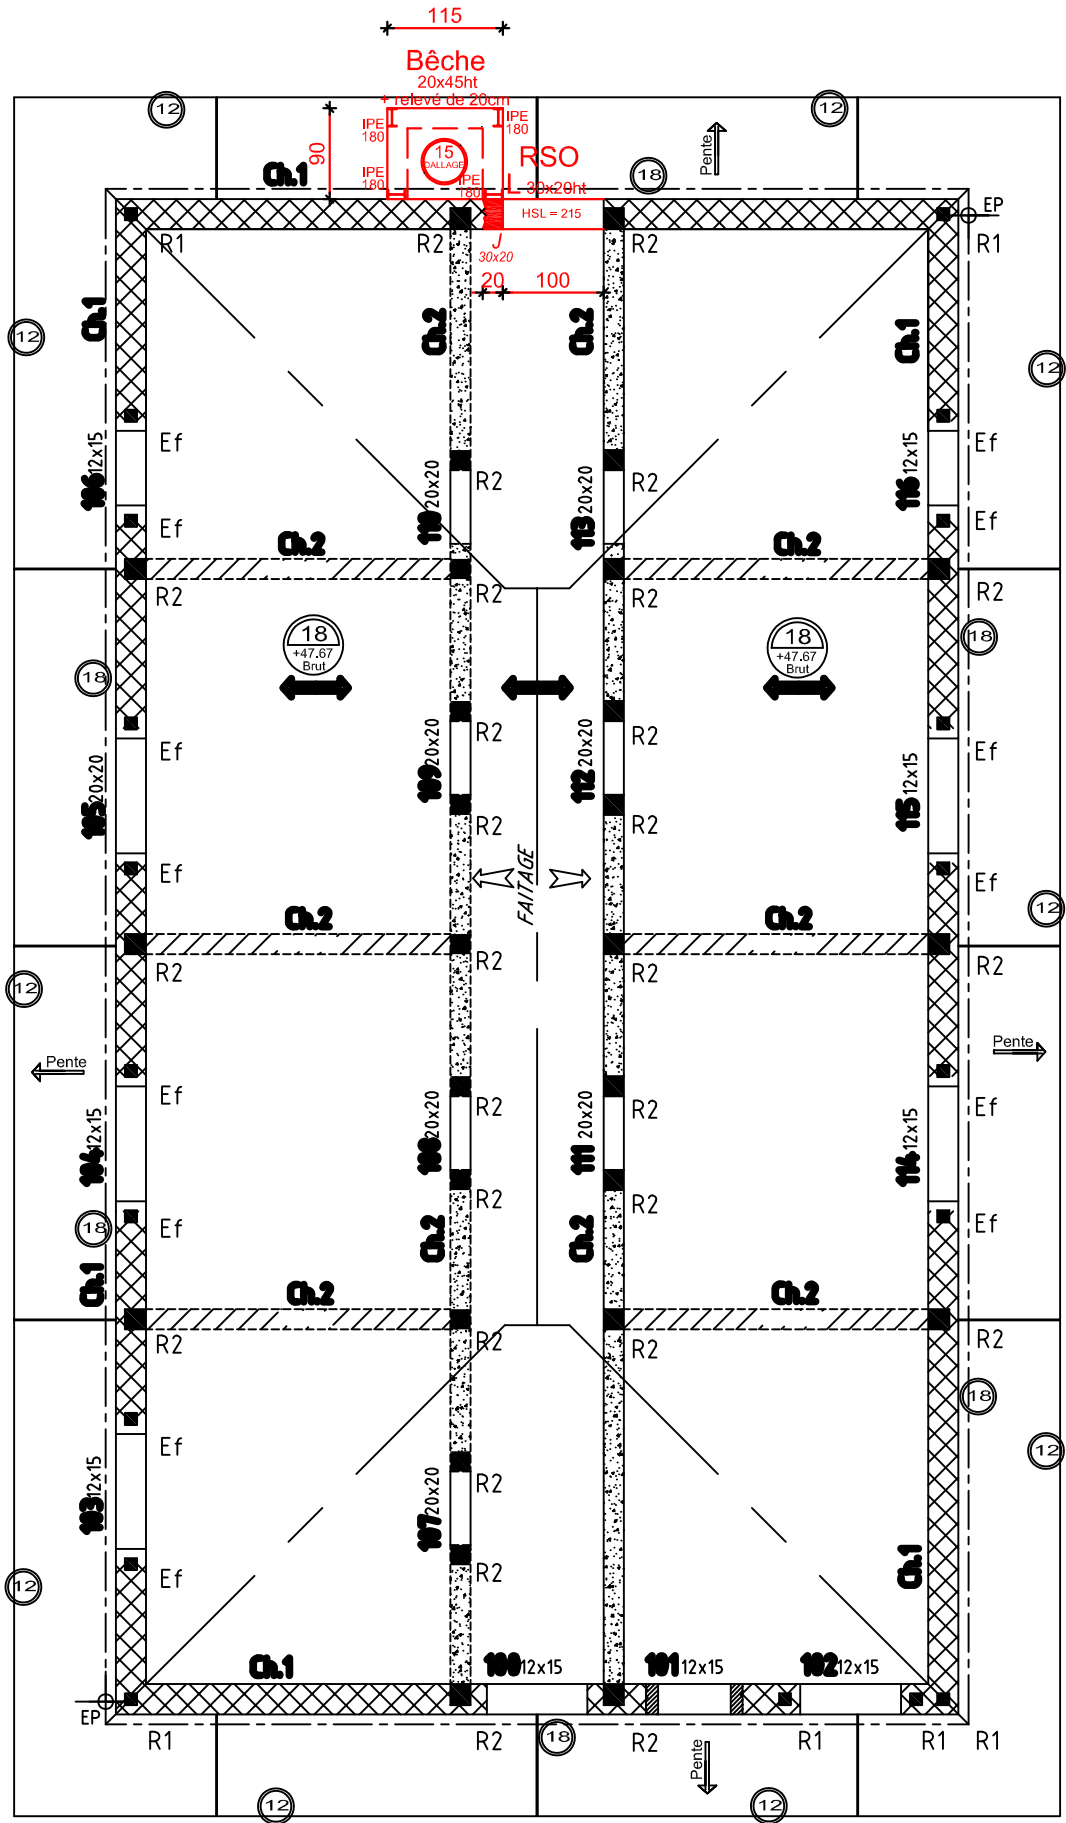 115
Bêche
20x45ht
+ relevé de 20cm
12
12
IPE
180
IPE
180
90
15
DALLAGE
RSO
Pente
Ch.1
IPE
180
IPE
180
30x20ht
18
HSL = 215
EP
R1
R2
J
30x20
R2
R1
20
100
Ch.1
Ch.2
Ch.2
Ch.1
12
12
Ef
Ef
106 12x15
R2
110 20x20
113 20x20
R2
116 12x15
Ef
Ef
Ch.2
Ch.2
R2
R2
R2
R2
18
+47.67
Brut
18
+47.67
Brut
18
18
R2
R2
Ef
Ef
105 20x20
109 20x20
112 20x20
115 12x15
R2
R2
Ef
Ef
FAITAGE
Ch.2
Ch.2
12
R2
R2
R2
R2
12
Pente
Pente
Ef
R2
R2
Ef
104 12x15
108 20x20
111 20x20
114 12x15
R2
R2
Ef
Ef
18
Ch.1
Ch.2
Ch.2
Ch.2
Ch.2
R2
R2
R2
R2
18
Ef
12
R2
103 12x15
107 20x20
Ef
R2
12
Ch.1
Ch.1
100 12x15
101 12x15
102 12x15
EP
R1
R2
18
R2
R1
R1
R1
Pente
12
12